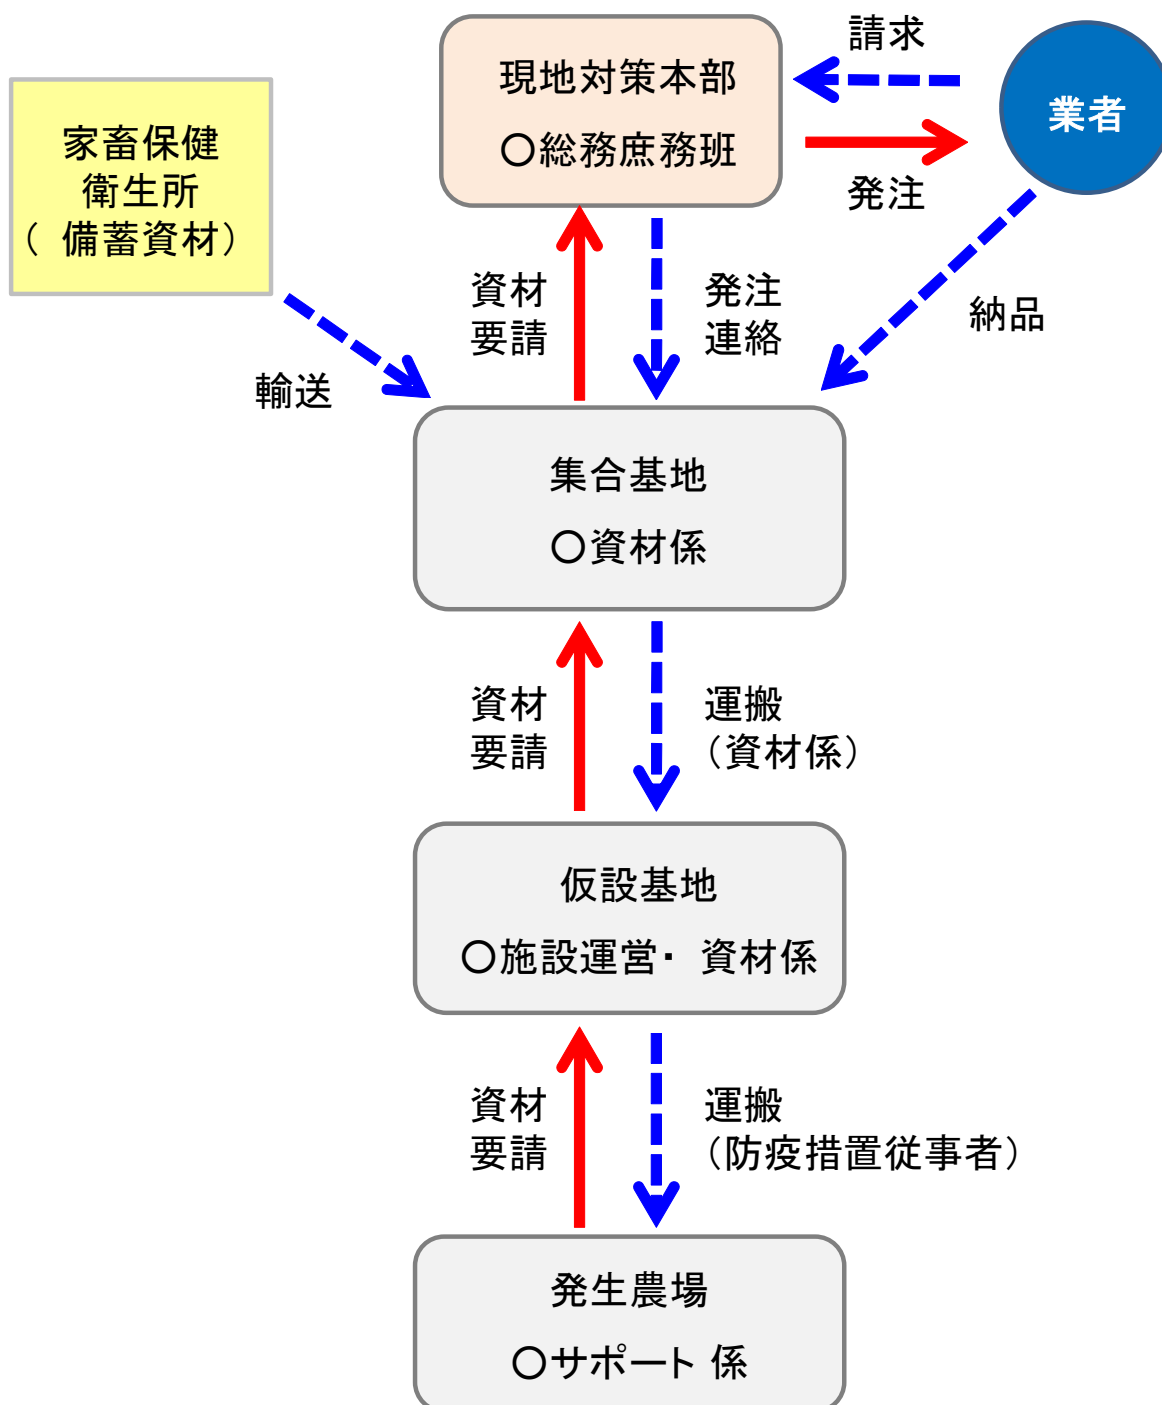 現地対策本部
〇総務庶務班
請求
業者
発注
家畜保健
衛生所
（ 備蓄資材）
資材
要請
発注
連絡
納品
輸送
集合基地
〇資材係
資材
要請
運搬
（資材係）
仮設基地
〇施設運営・ 資材係
資材
要請
運搬
（防疫措置従事者）
発生農場
〇サポート 係